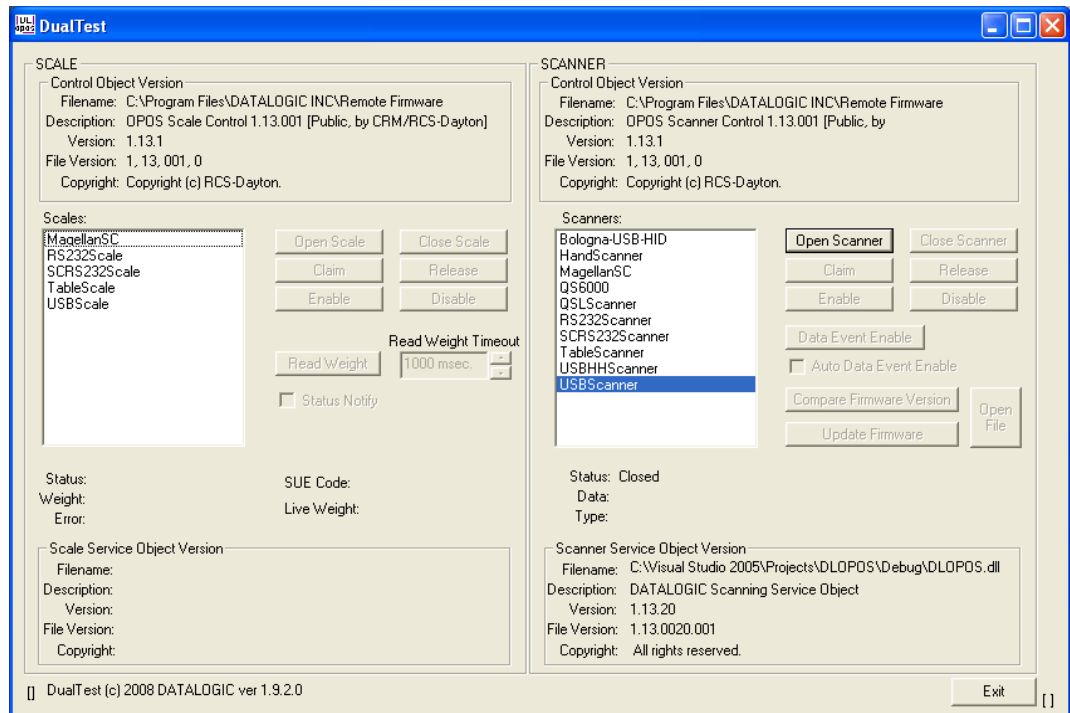 UL
opos
DualTest
SCALE
Control Object Version
Filename: C:\Program Files\DATALOGIC INC\Remote Firmware
Description: OPOS Scale Control 1.13.001 [Public, by CRM/RCS-Dayton]
Version: 1.13.1
File Version: 1, 13, 001, 0
Copyright: Copyright (c) RCS-Dayton.
Scales:
MagellanSC
RS232Scale
SCRS232Scale
TableScale
USBScale
Open Scale
Close Scale
Claim
Release
Enable
Disable
Read Weight Timeout
Read Weight
1000 msec.
Status Notify
Status:
Weight:
Error:
SUE Code:
Live Weight:
Scale Service Object Version
Filename:
Description:
Version:
File Version:
Copyright:
SCANNER
Control Object Version
Filename: C:\Program Files\DATALOGIC INC\Remote Firmware
Description: OPOS Scanner Control 1.13.001 [Public, by
Version: 1.13.1
File Version: 1, 13, 001, 0
Copyright: Copyright (c) RCS-Dayton.
Scanners:
Bologna-USB-HID
HandScanner
MagellanSC
QS6000
QSLScanner
RS232Scanner
SCRS232Scanner
TableScanner
USBHHScanner
USBScanner
Open Scanner
Close Scanner
Claim
Release
Enable
Disable
Data Event Enable
Auto Data Event Enable
Compare Firmware Version
Update Firmware
Open
File
Status: Closed
Data:
Type:
Scanner Service Object Version
Filename: C:\Visual Studio 2005\Projects\DLOPOS\Debug\DLOPOS.dll
Description: DATALOGIC Scanning Service Object
Version: 1.13.20
File Version: 1.13.0020.001
Copyright: All rights reserved.
[] DualTest (c) 2008 DATALOGIC ver 1.9.2.0
Exit
[ ]